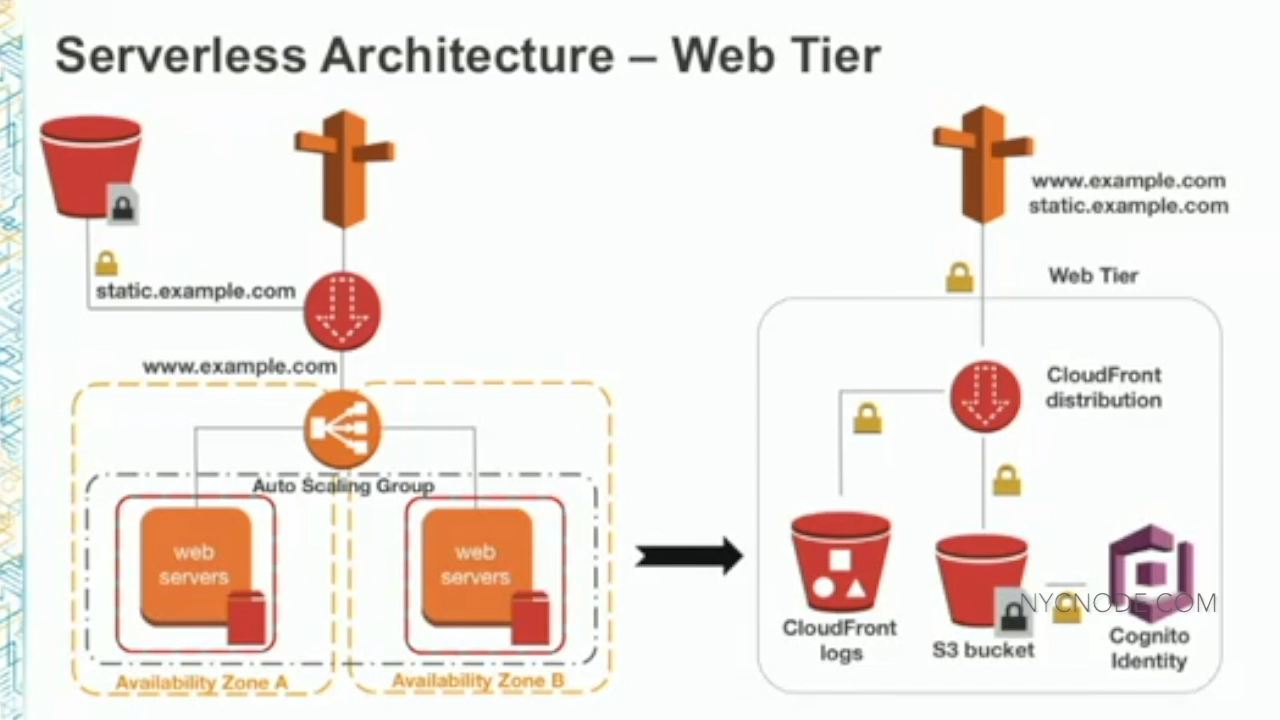 Serverless Architecture – Web Tier
static.example.com
www.example.com
Auto Scaling Group
web
servers
web
servers
Availability Zone A
Availability Zone B
www.example.com
static.example.com
Web Tier
CloudFront
distribution
CloudFront
logs
S3 bucket
Cognito
Identity
NYCNODE.COM